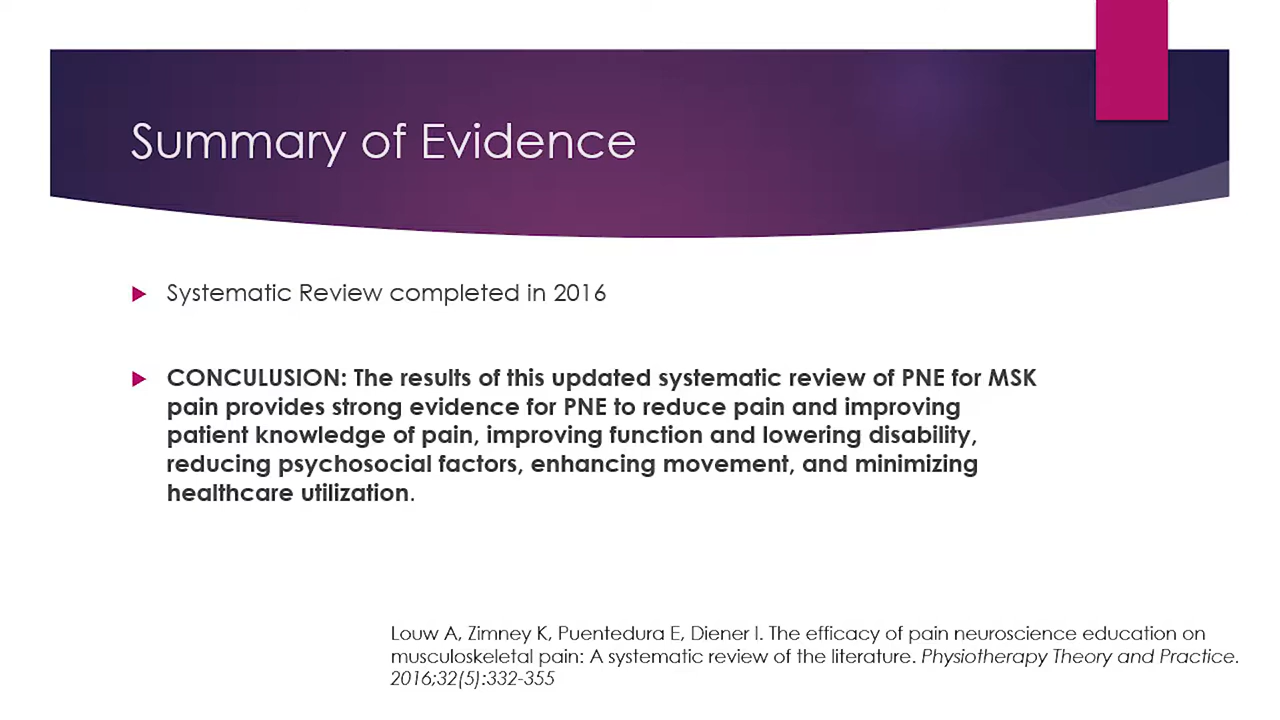 Summary of Evidence
Systematic Review completed in 2016
CONCULUSION: The results of this updated systematic review of PNE for MSK
pain provides strong evidence for PNE to reduce pain and improving
patient knowledge of pain, improving function and lowering disability,
reducing psychosocial factors, enhancing movement, and minimizing
healthcare utilization.
Louw A, Zimney K, Puentedura E, Diener I. The efficacy of pain neuroscience education on
musculoskeletal pain: A systematic review of the literature. Physiotherapy Theory and Practice.
2016;32(5):332-355